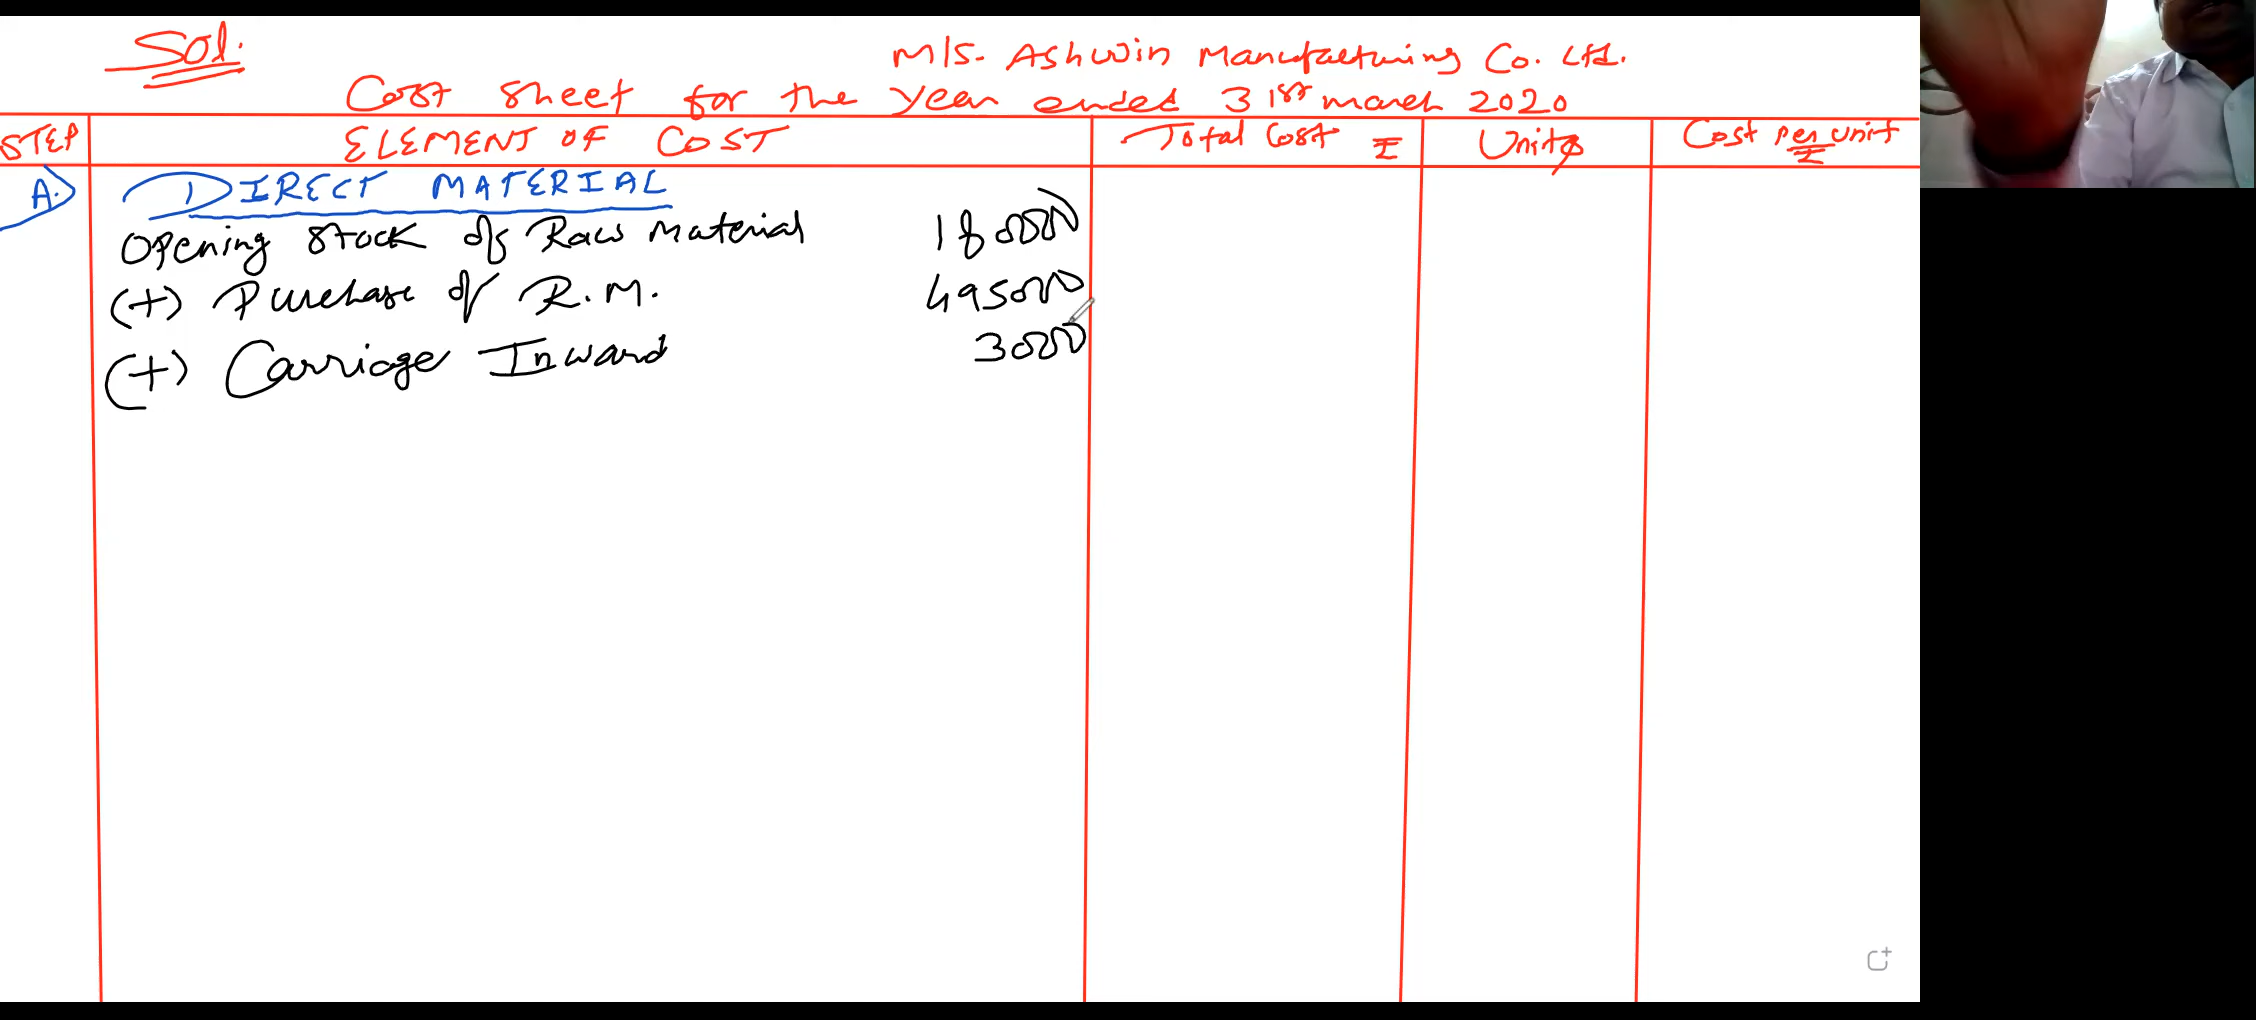 Sol.
M/S. Ashwin Manufacturing Co. Ltd.
Cost sheet for the year ended 31st march 2020
STEP ELEMENT OF COST Total Cost ₹ Units Cost per unit ₹
A. DIRECT MATERIAL
Opening Stock of Raw Material 180000
(+) Purchase of R.M. 495000
(+) Carriage Inward 3000